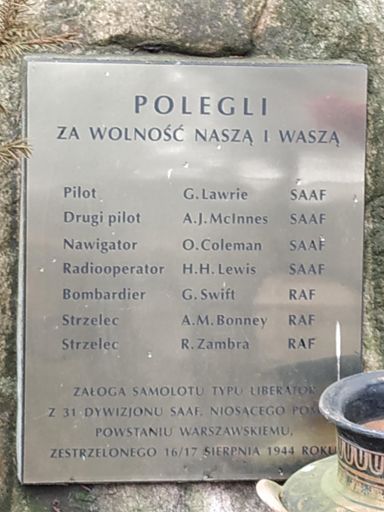 POLEGLI
ZA WOLNOŚĆ NASZĄ I WASZĄ
Pilot G. Lawrie SAAF
Drugi pilot A.J. McInnes SAAF
Nawigator O. Coleman SAAF
Radiooperator H.H. Lewis SAAF
Bombardier G. Swift RAF
Strzelec A.M. Bonney RAF
Strzelec R. Zambra RAF
ZAŁOGA SAMOLOTU TYPU LIBERATOR
Z 31 DYWIZJONU SAAF, NIOSĄCEGO
POWSTANIU WARSZAWSKIEMU,
ZESTRZELONEGO 16/17 SIERPNIA 1944 ROKU